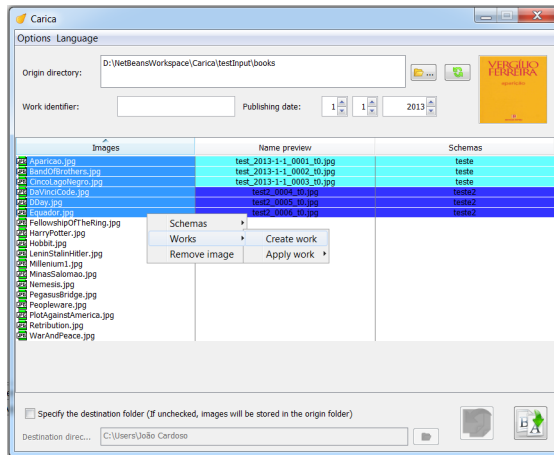 Carica
Options Language
Origin directory:
D:\NetBeansWorkspace\Carica\testInput\books
...
VERGÍLIO
FERREIRA
aparição
Work identifier:
Publishing date:
1 1 2013
Images Name preview Schemas
Aparicao.jpg test_2013-1-1_0001_t0.jpg teste
BandOfBrothers.jpg test_2013-1-1_0002_t0.jpg teste
CincoLagoNegro.jpg test_2013-1-1_0003_t0.jpg teste
DaVinciCode.jpg test2_0004_t0.jpg teste2
DDay.jpg test2_0005_t0.jpg teste2
Equador.jpg test2_0006_t0.jpg teste2
FellowshipOfTheRing.jpg
HarryPotter.jpg
Hobbit.jpg
LeninStalinHitler.jpg
Millenium1.jpg
MinasSalomao.jpg
Nemesis.jpg
PegasusBridge.jpg
Peopleware.jpg
PlotAgainstAmerica.jpg
Retribution.jpg
WarAndPeace.jpg
Schemas
Works
Remove image
Create work
Apply work
Specify the destination folder (If unchecked, images will be stored in the origin folder)
Destination direc...
C:\Users\João Cardoso
B A